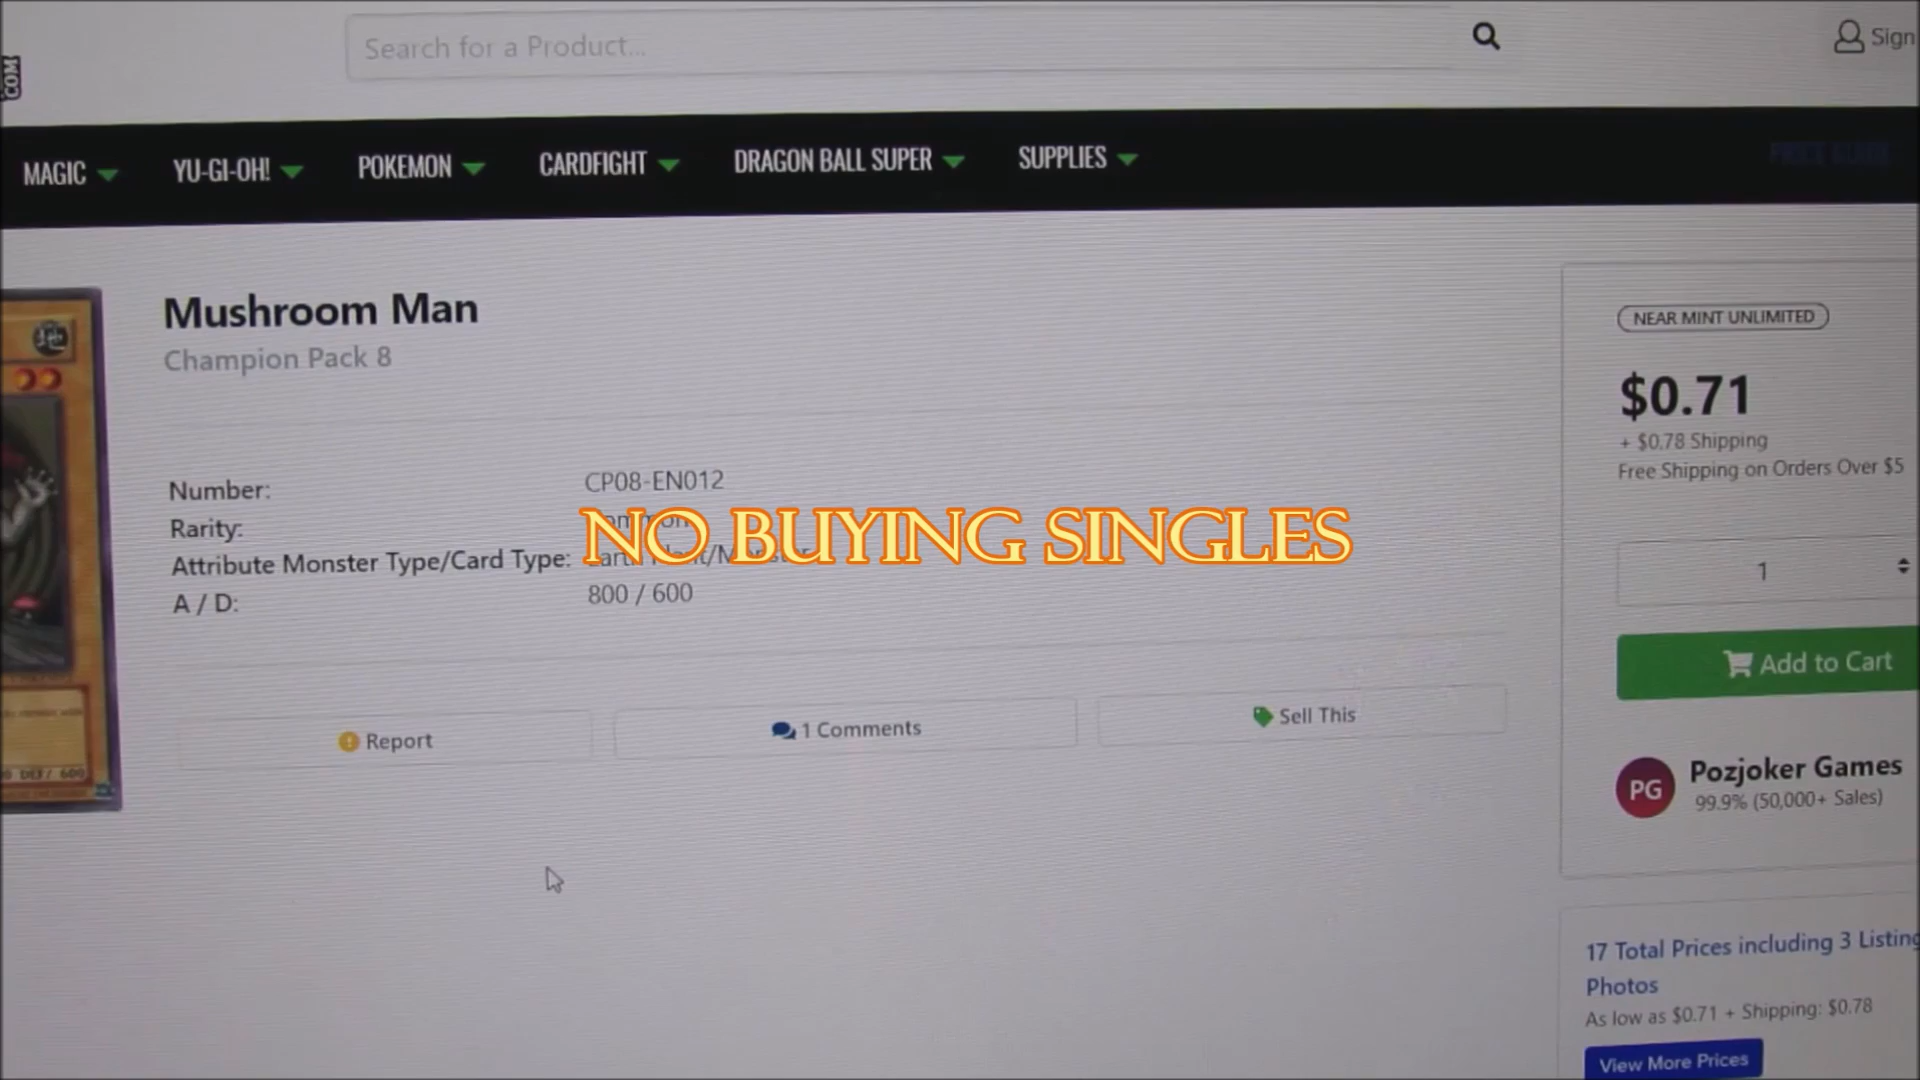 COM
Search for a Product...
Sign
MAGIC
YU-GI-OH!
POKEMON
CARDFIGHT
DRAGON BALL SUPER
SUPPLIES
Mushroom Man
Champion Pack 8
Number: CP08-EN012
Rarity:
Attribute Monster Type/Card Type:
A / D: 800 / 600
NO BUYING SINGLES
Report
1 Comments
Sell This
DEF/ 600
NEAR MINT UNLIMITED
$0.71
+ $0.78 Shipping
Free Shipping on Orders Over $5
1
Add to Cart
PG
Pozjoker Games
99.9% (50,000+ Sales)
17 Total Prices including 3 Listing
Photos
As low as $0.71 + Shipping: $0.78
View More Prices